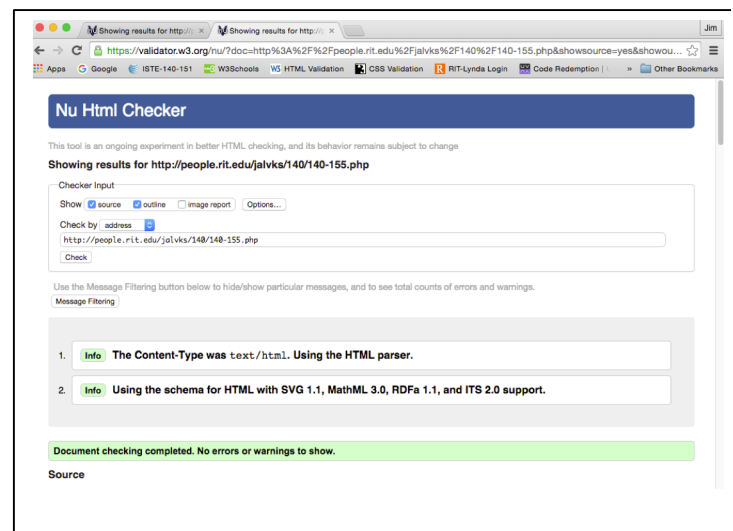 Showing results for http:// × Showing results for http:// × Jim
https://validator.w3.org/nu/?doc=http%3A%2F%2Fpeople.rit.edu%2Fjalvks%2F140%2F140-155.php&showsource=yes&showou...
Apps Google ISTE-140-151 W3Schools HTML Validation CSS Validation RIT-Lynda Login Code Redemption | » Other Bookmarks
Nu Html Checker
This tool is an ongoing experiment in better HTML checking, and its behavior remains subject to change
Showing results for http://people.rit.edu/jalvks/140/140-155.php
Checker Input
Show source outline image report Options...
Check by address
http://people.rit.edu/jalvks/140/140-155.php
Check
Use the Message Filtering button below to hide/show particular messages, and to see total counts of errors and warnings.
Message Filtering
1. Info The Content-Type was text/html. Using the HTML parser.
2. Info Using the schema for HTML with SVG 1.1, MathML 3.0, RDFa 1.1, and ITS 2.0 support.
Document checking completed. No errors or warnings to show.
Source